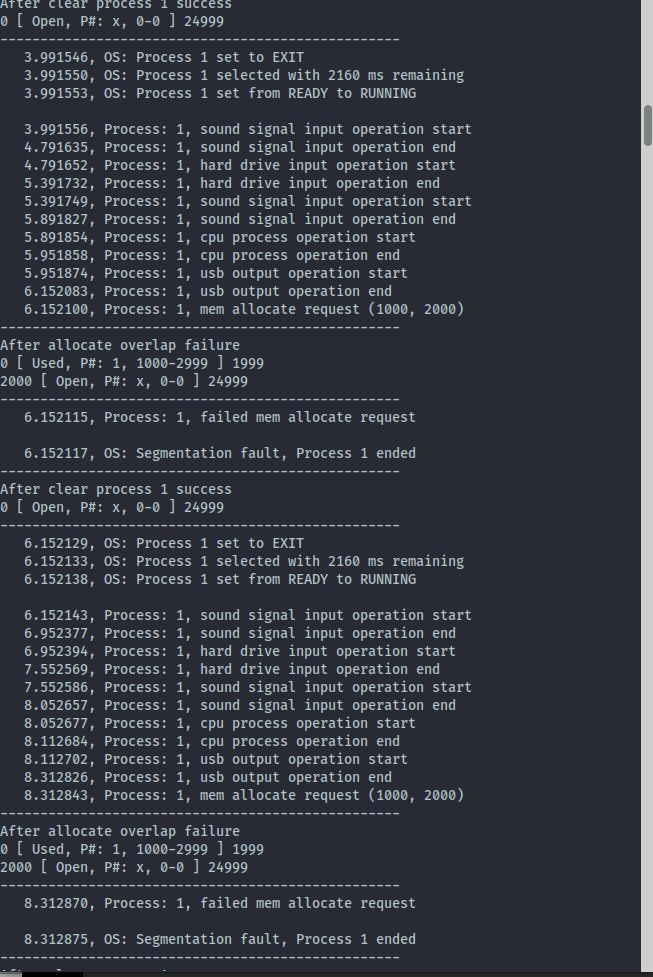 After clear process 1 success
0 [ Open, P#: x, 0-0 ] 24999
--------------------------------------------------
3.991546, OS: Process 1 set to EXIT
3.991550, OS: Process 1 selected with 2160 ms remaining
3.991553, OS: Process 1 set from READY to RUNNING
3.991556, Process: 1, sound signal input operation start
4.791635, Process: 1, sound signal input operation end
4.791652, Process: 1, hard drive input operation start
5.391732, Process: 1, hard drive input operation end
5.391749, Process: 1, sound signal input operation start
5.891827, Process: 1, sound signal input operation end
5.891854, Process: 1, cpu process operation start
5.951858, Process: 1, cpu process operation end
5.951874, Process: 1, usb output operation start
6.152083, Process: 1, usb output operation end
6.152100, Process: 1, mem allocate request (1000, 2000)
--------------------------------------------------
After allocate overlap failure
0 [ Used, P#: 1, 1000-2999 ] 1999
2000 [ Open, P#: x, 0-0 ] 24999
--------------------------------------------------
6.152115, Process: 1, failed mem allocate request
6.152117, OS: Segmentation fault, Process 1 ended
--------------------------------------------------
After clear process 1 success
0 [ Open, P#: x, 0-0 ] 24999
--------------------------------------------------
6.152129, OS: Process 1 set to EXIT
6.152133, OS: Process 1 selected with 2160 ms remaining
6.152138, OS: Process 1 set from READY to RUNNING
6.152143, Process: 1, sound signal input operation start
6.952377, Process: 1, sound signal input operation end
6.952394, Process: 1, hard drive input operation start
7.552569, Process: 1, hard drive input operation end
7.552586, Process: 1, sound signal input operation start
8.052657, Process: 1, sound signal input operation end
8.052677, Process: 1, cpu process operation start
8.112684, Process: 1, cpu process operation end
8.112702, Process: 1, usb output operation start
8.312826, Process: 1, usb output operation end
8.312843, Process: 1, mem allocate request (1000, 2000)
--------------------------------------------------
After allocate overlap failure
0 [ Used, P#: 1, 1000-2999 ] 1999
2000 [ Open, P#: x, 0-0 ] 24999
--------------------------------------------------
8.312870, Process: 1, failed mem allocate request
8.312875, OS: Segmentation fault, Process 1 ended
--------------------------------------------------